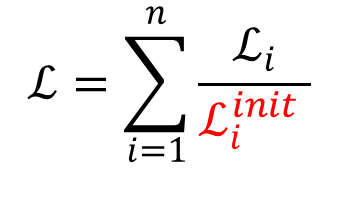 ℒ = ∑_{i=1}^{n} ℒ_i / ℒ_i^{init}